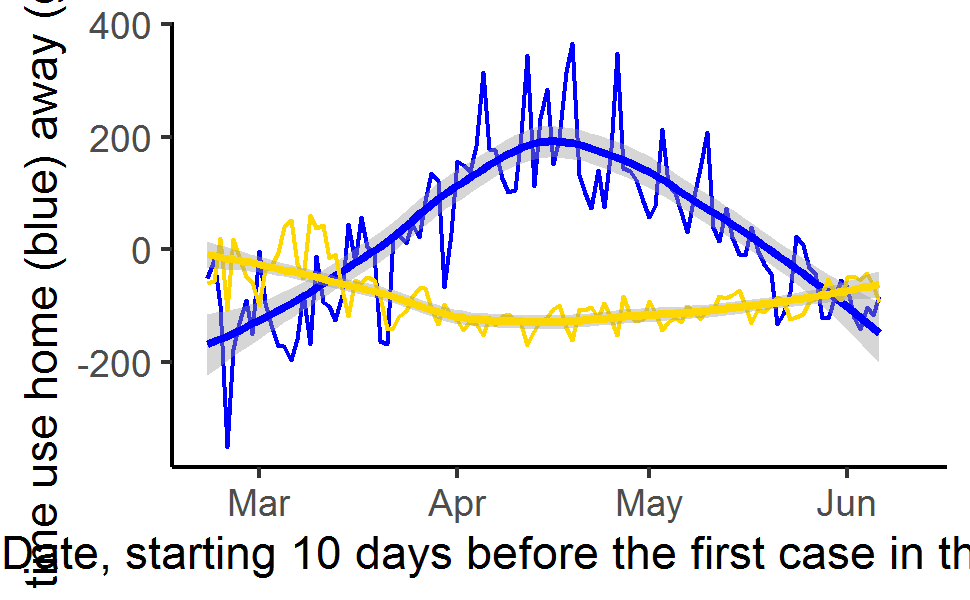 time use home (blue) away (
400
200
0
-200
Mar Apr May Jun
Date, starting 10 days before the first case in th